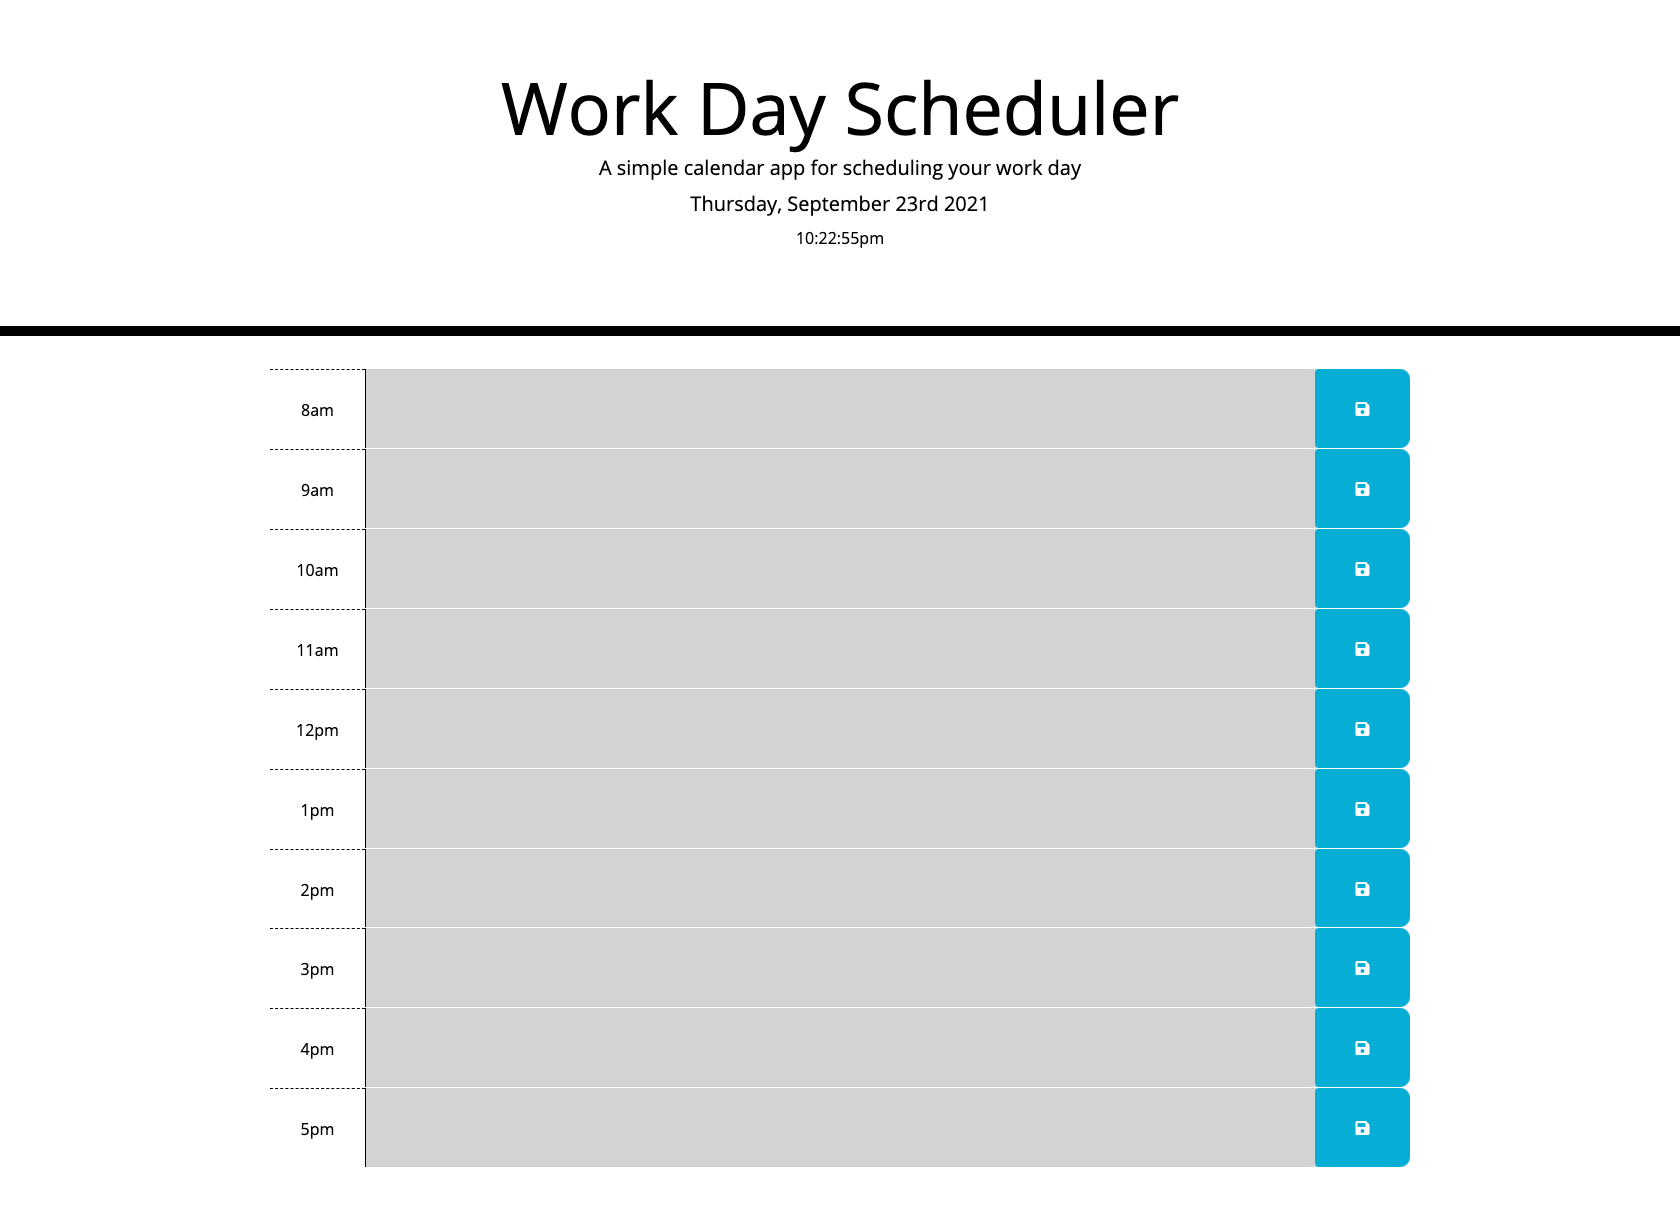 Work Day Scheduler
A simple calendar app for scheduling your work day
Thursday, September 23rd 2021
10:22:55pm
8am
9am
10am
11am
12pm
1pm
2pm
3pm
4pm
5pm